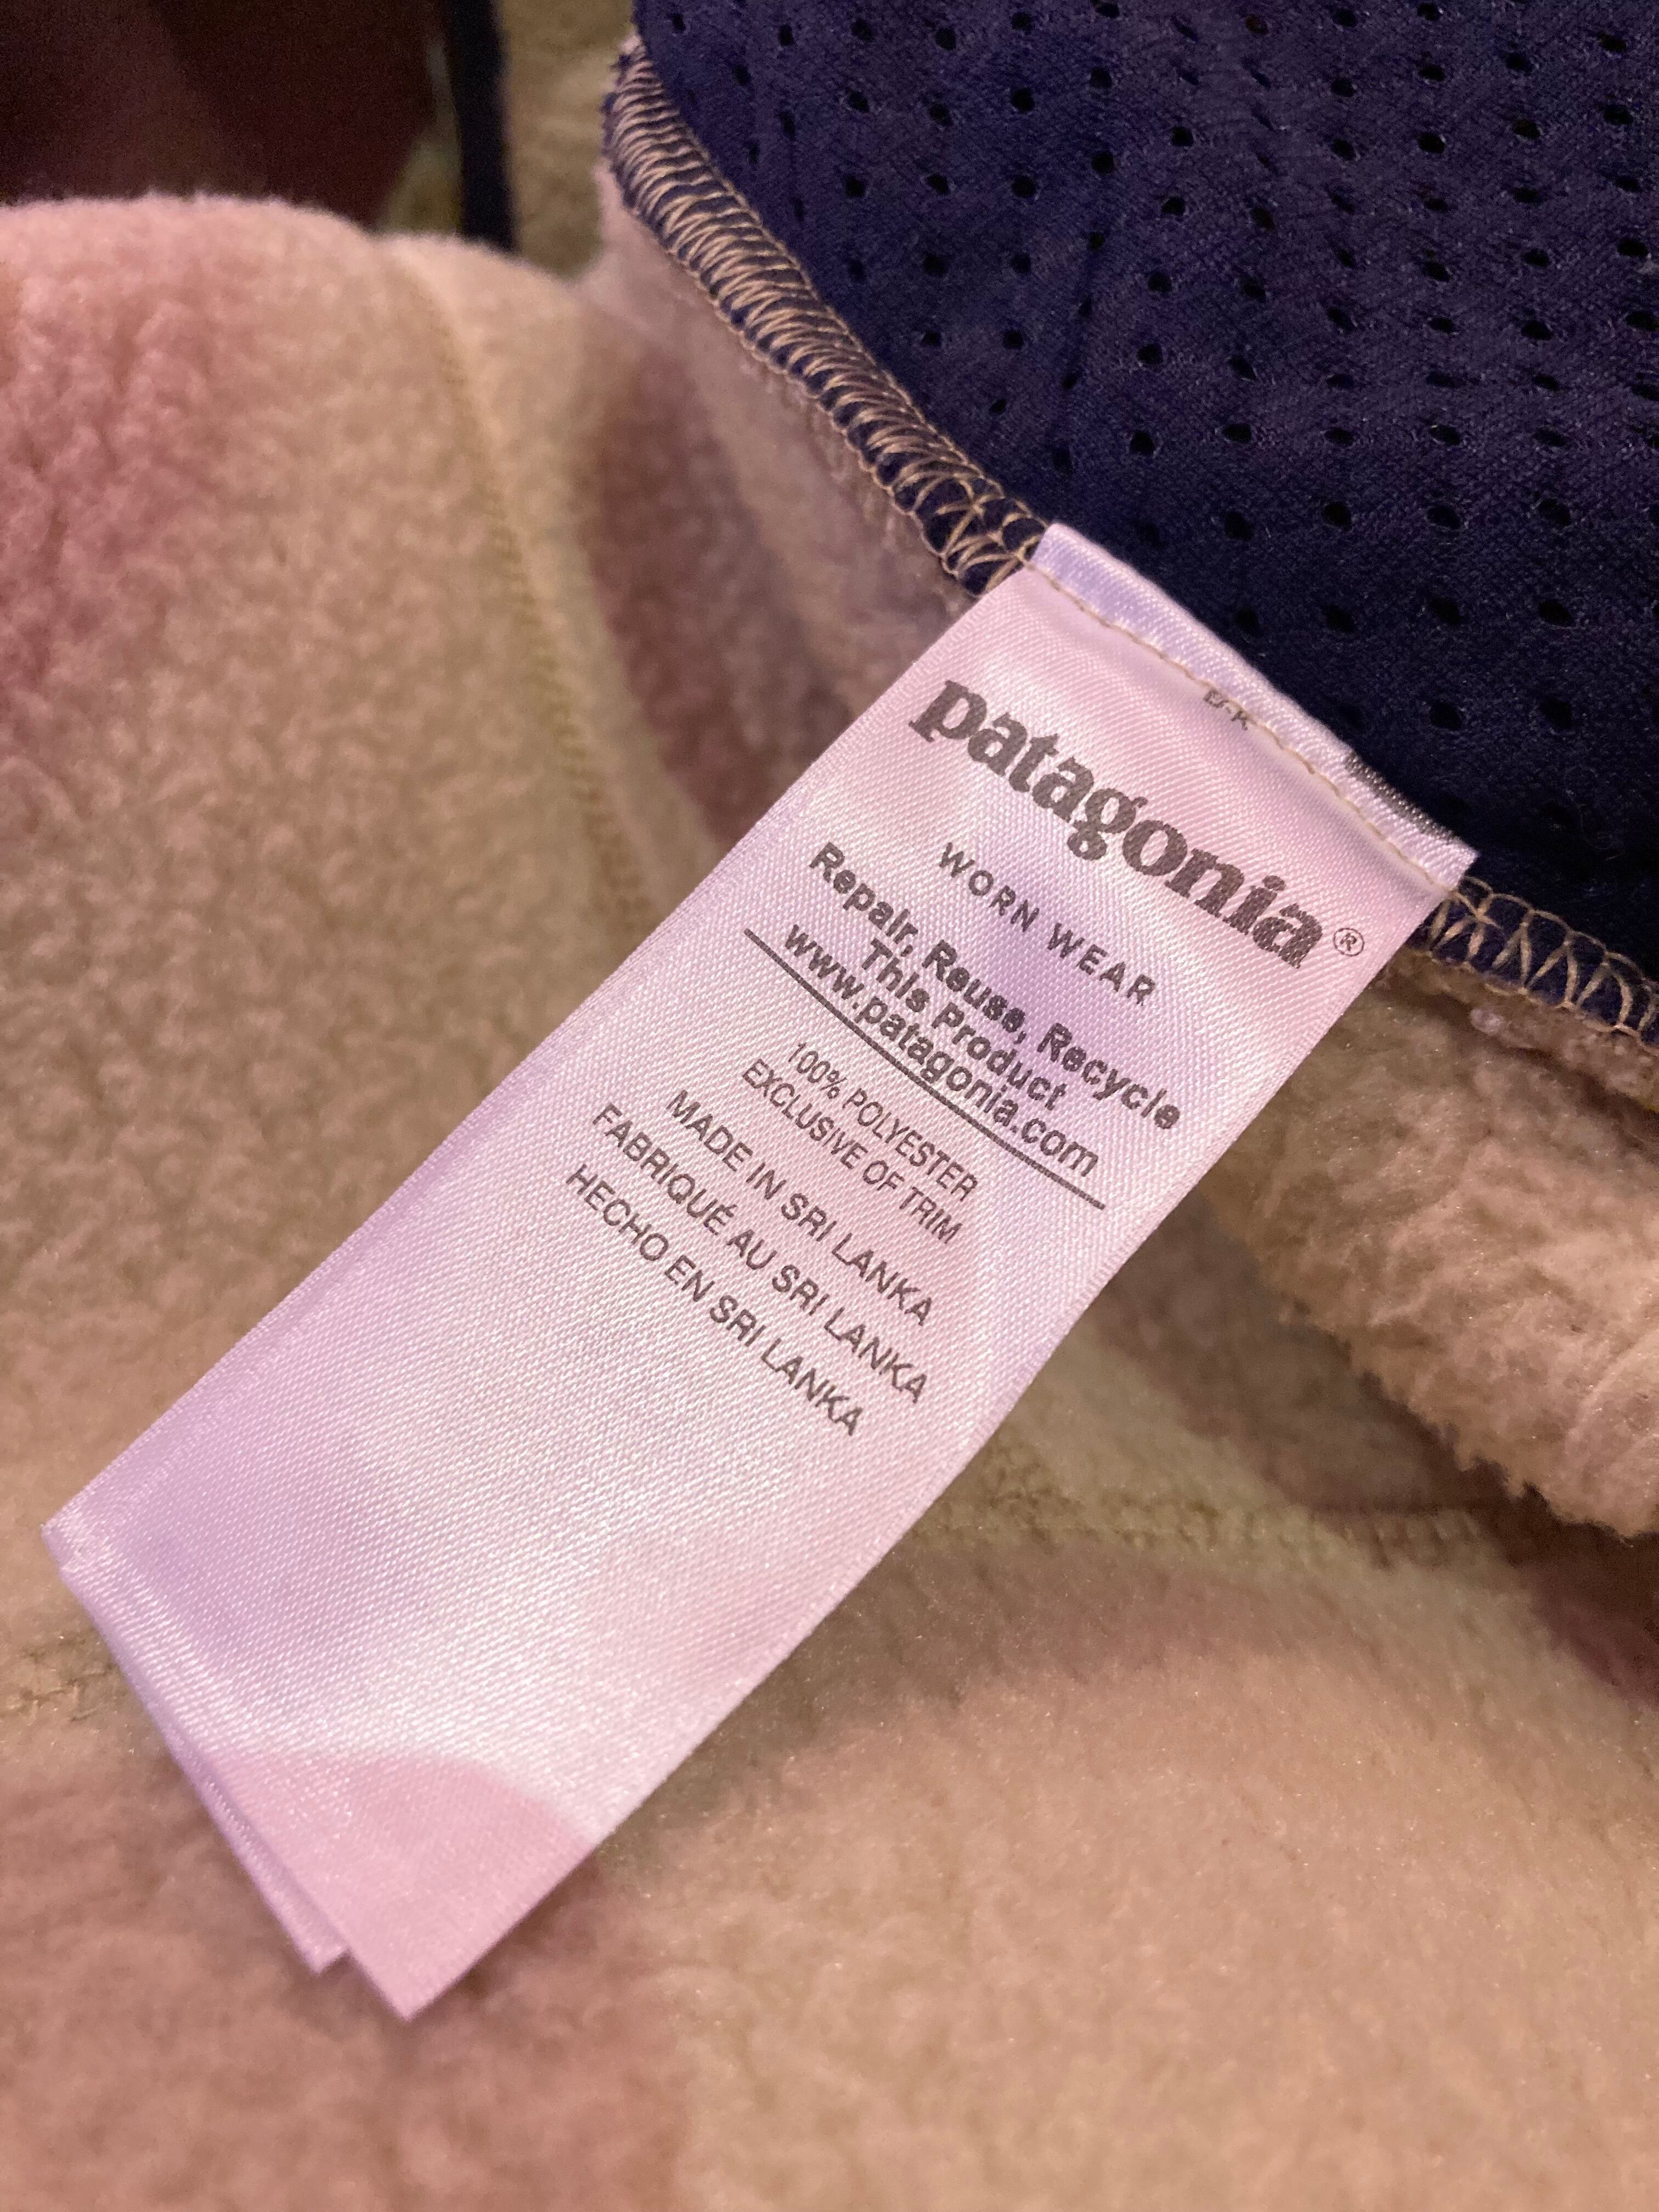 patagonia®
WORN WEAR
Repair, Reuse, Recycle
This Product
www.patagonia.com
100% POLYESTER
EXCLUSIVE OF TRIM
MADE IN SRI LANKA
FABRIQUÉ AU SRI LANKA
HECHO EN SRI LANKA